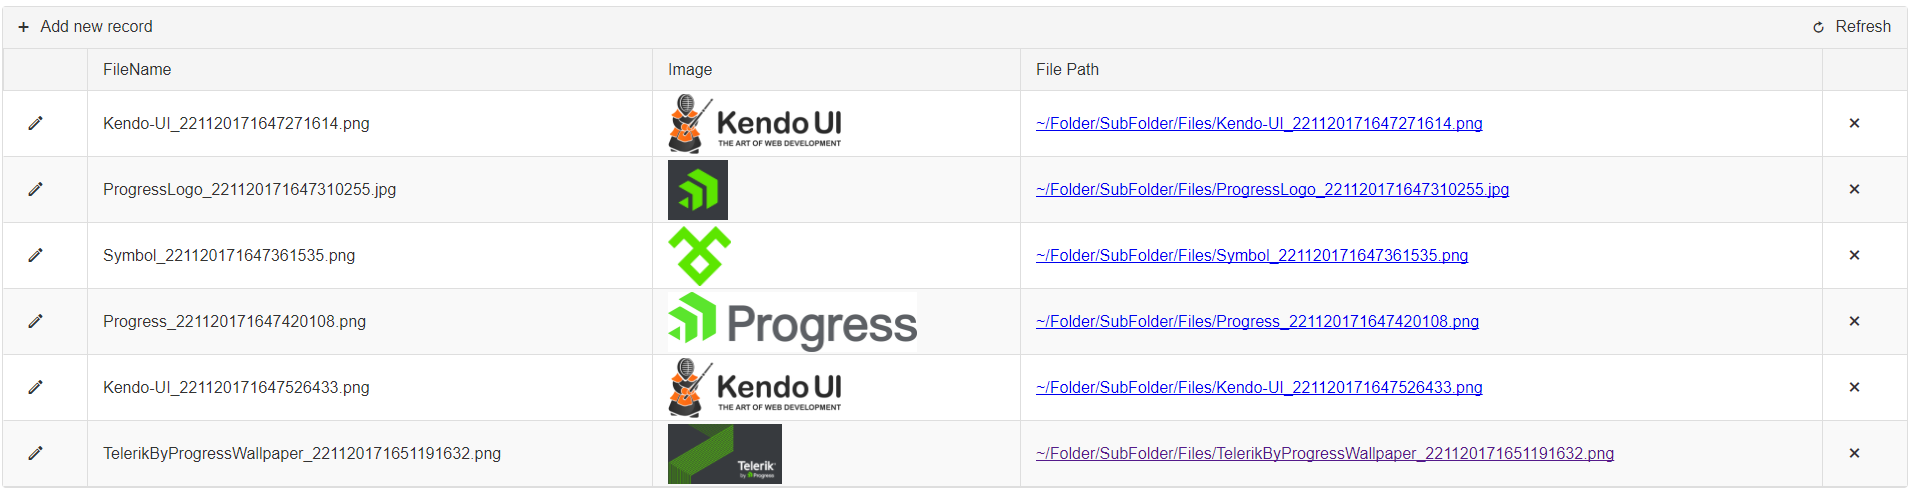 Add new record Refresh
FileName Image File Path
Kendo-UI_221120171647271614.png Kendo UI ~/Folder/SubFolder/Files/Kendo-UI_221120171647271614.png
THE ART OF WEB DEVELOPMENT
ProgressLogo_221120171647310255.jpg ~/Folder/SubFolder/Files/ProgressLogo_221120171647310255.jpg
Symbol_221120171647361535.png ~/Folder/SubFolder/Files/Symbol_221120171647361535.png
Progress_221120171647420108.png Progress ~/Folder/SubFolder/Files/Progress_221120171647420108.png
Kendo-UI_221120171647526433.png Kendo UI ~/Folder/SubFolder/Files/Kendo-UI_221120171647526433.png
THE ART OF WEB DEVELOPMENT
TelerikByProgressWallpaper_221120171651191632.png ~/Folder/SubFolder/Files/TelerikByProgressWallpaper_221120171651191632.png
Telerik
by Progress